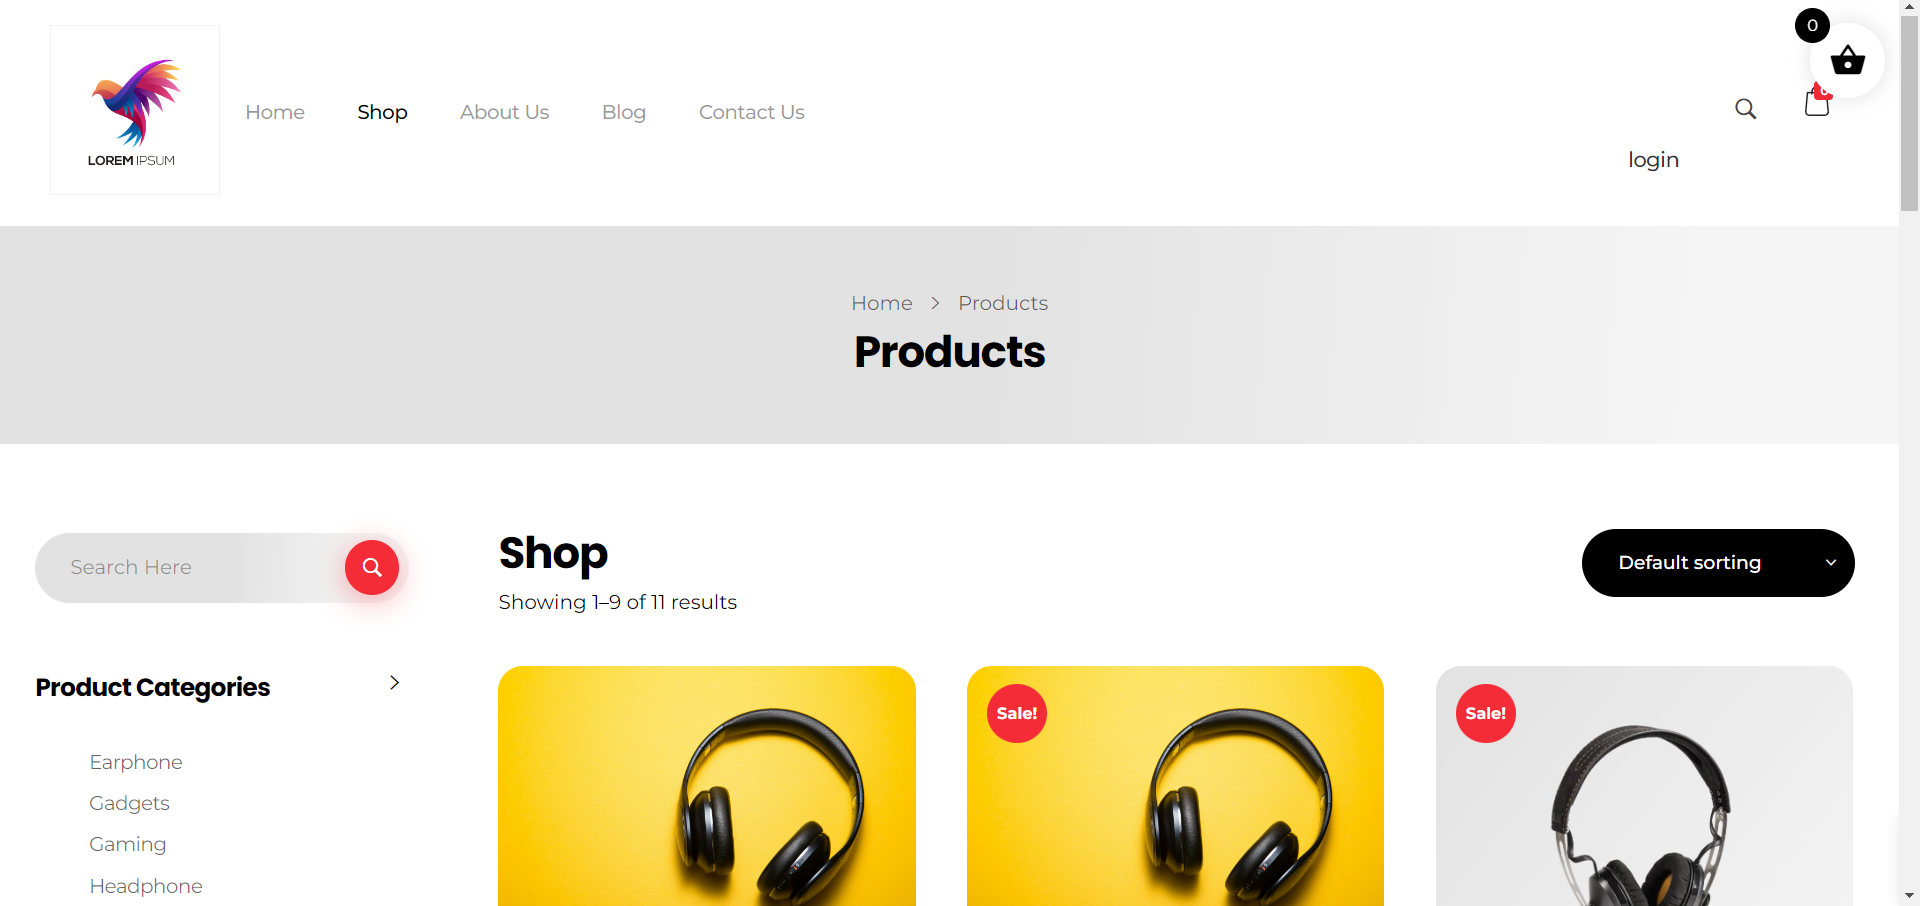 0
LOREM IPSUM
Home
Shop
About Us
Blog
Contact Us
login
Home > Products
Products
Search Here
Shop
Showing 1–9 of 11 results
Default sorting
Product Categories
Earphone
Gadgets
Gaming
Headphone
Sale!
Sale!